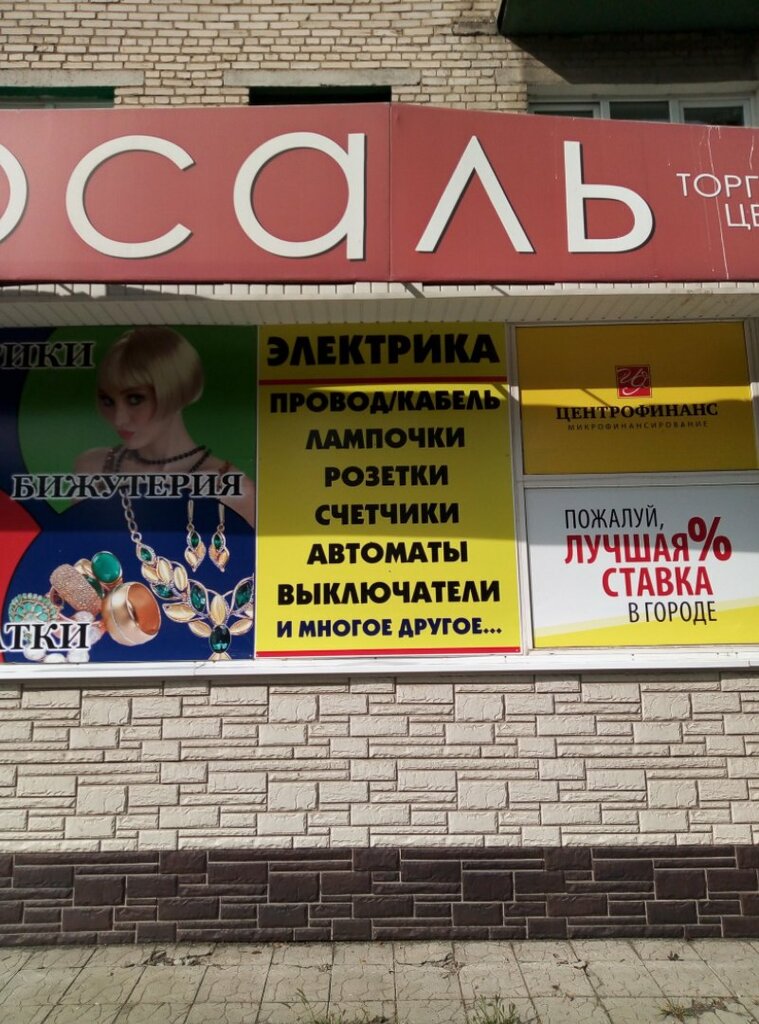 осаль
ТОРГ
ЦЕ
ИКИ
БИЖУТЕРИЯ
ТКИ
ЭЛЕКТРИКА
ПРОВОД/КАБЕЛЬ
ЛАМПОЧКИ
РОЗЕТКИ
СЧЕТЧИКИ
АВТОМАТЫ
ВЫКЛЮЧАТЕЛИ
И МНОГОЕ ДРУГОЕ...
ЦЕНТРОФИНАНС
МИКРОФИНАНСИРОВАНИЕ
ПОЖАЛУЙ,
ЛУЧШАЯ %
СТАВКА
В ГОРОДЕ